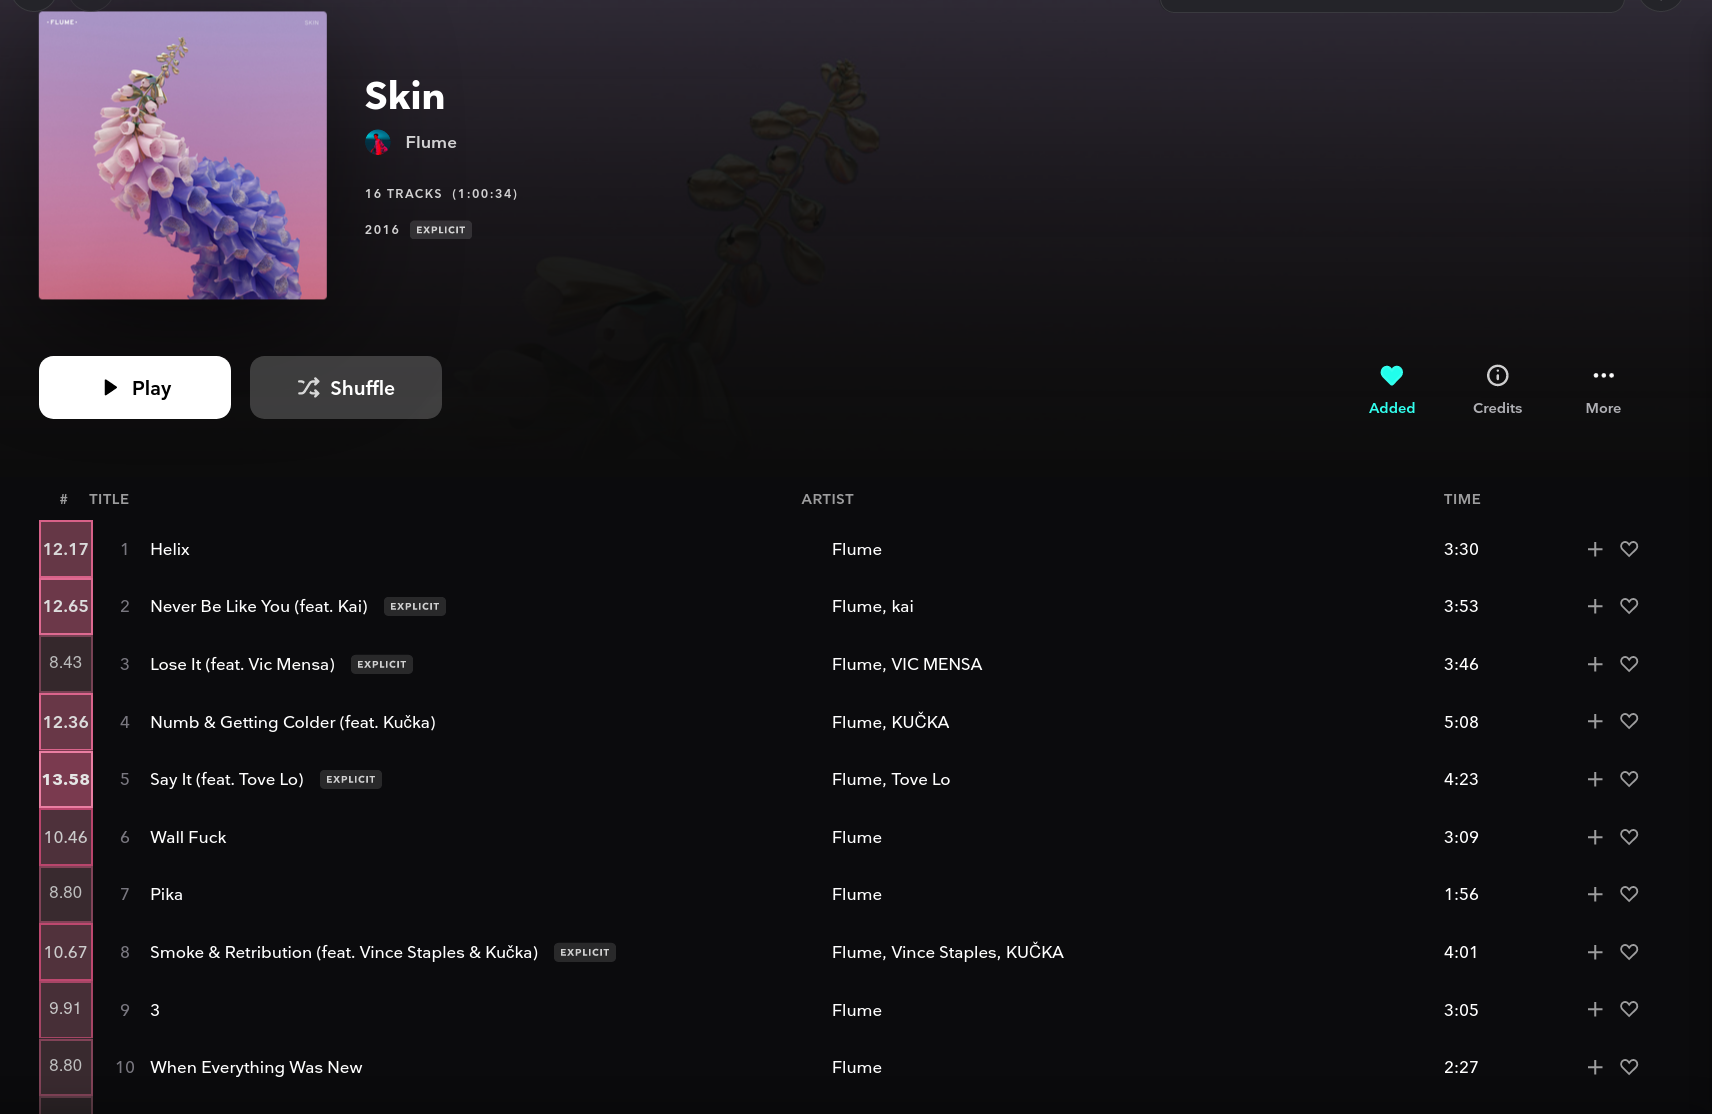 -FLUME-
SKIN
Skin
Flume
16 TRACKS (1:00:34)
2016 EXPLICIT
Play
Shuffle
Added
Credits
More
# TITLE ARTIST TIME
12.17 1 Helix Flume 3:30
12.65 2 Never Be Like You (feat. Kai) EXPLICIT Flume, kai 3:53
8.43 3 Lose It (feat. Vic Mensa) EXPLICIT Flume, VIC MENSA 3:46
12.36 4 Numb & Getting Colder (feat. Kučka) Flume, KUČKA 5:08
13.58 5 Say It (feat. Tove Lo) EXPLICIT Flume, Tove Lo 4:23
10.46 6 Wall Fuck Flume 3:09
8.80 7 Pika Flume 1:56
10.67 8 Smoke & Retribution (feat. Vince Staples & Kučka) EXPLICIT Flume, Vince Staples, KUČKA 4:01
9.91 9 3 Flume 3:05
8.80 10 When Everything Was New Flume 2:27